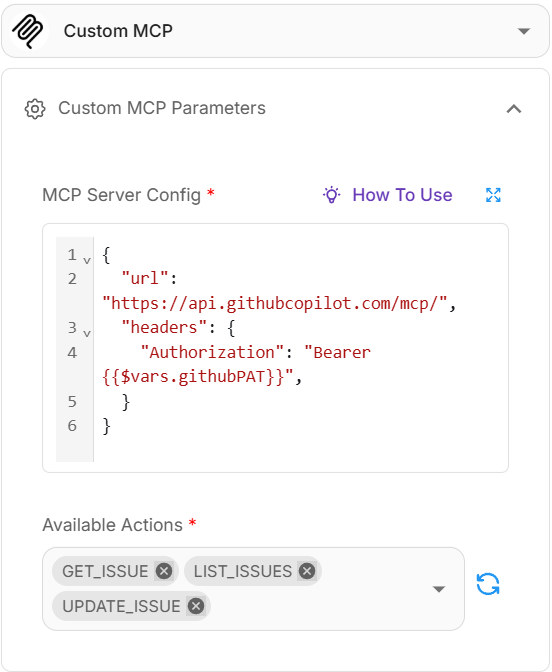 Custom MCP
Custom MCP Parameters
MCP Server Config * How To Use
1 {
2 "url":
"https://api.githubcopilot.com/mcp/",
3 "headers": {
4 "Authorization": "Bearer
{{$vars.githubPAT}}",
5 }
6 }
Available Actions *
GET_ISSUE LIST_ISSUES
UPDATE_ISSUE